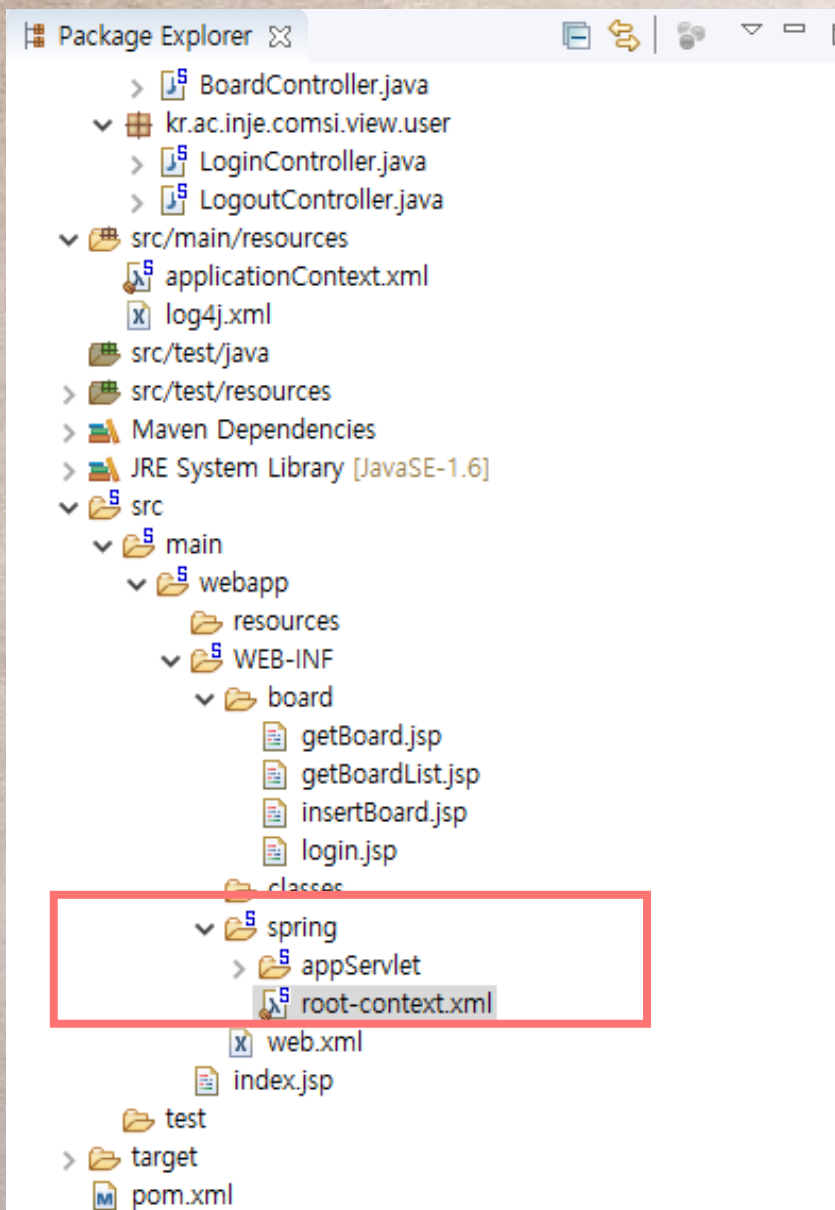 Package Explorer
BoardController.java
kr.ac.inje.comsi.view.user
LoginController.java
LogoutController.java
src/main/resources
applicationContext.xml
log4j.xml
src/test/java
src/test/resources
Maven Dependencies
JRE System Library [JavaSE-1.6]
src
main
webapp
resources
WEB-INF
board
getBoard.jsp
getBoardList.jsp
insertBoard.jsp
login.jsp
classes
spring
appServlet
root-context.xml
web.xml
index.jsp
test
target
pom.xml